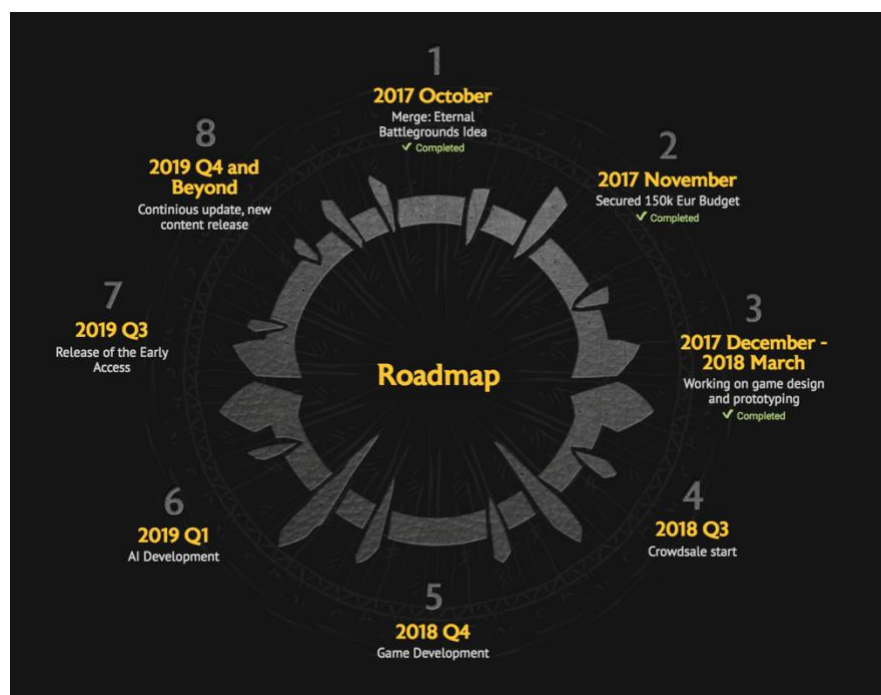 1
2017 October
Merge: Eternal
Battlegrounds Idea
✓ Completed
2
2017 November
Secured 150k Eur Budget
✓ Completed
3
2017 December -
2018 March
Working on game design
and prototyping
✓ Completed
4
2018 Q3
Crowdsale start
5
2018 Q4
Game Development
6
2019 Q1
AI Development
7
2019 Q3
Release of the Early
Access
8
2019 Q4 and
Beyond
Continious update, new
content release
Roadmap